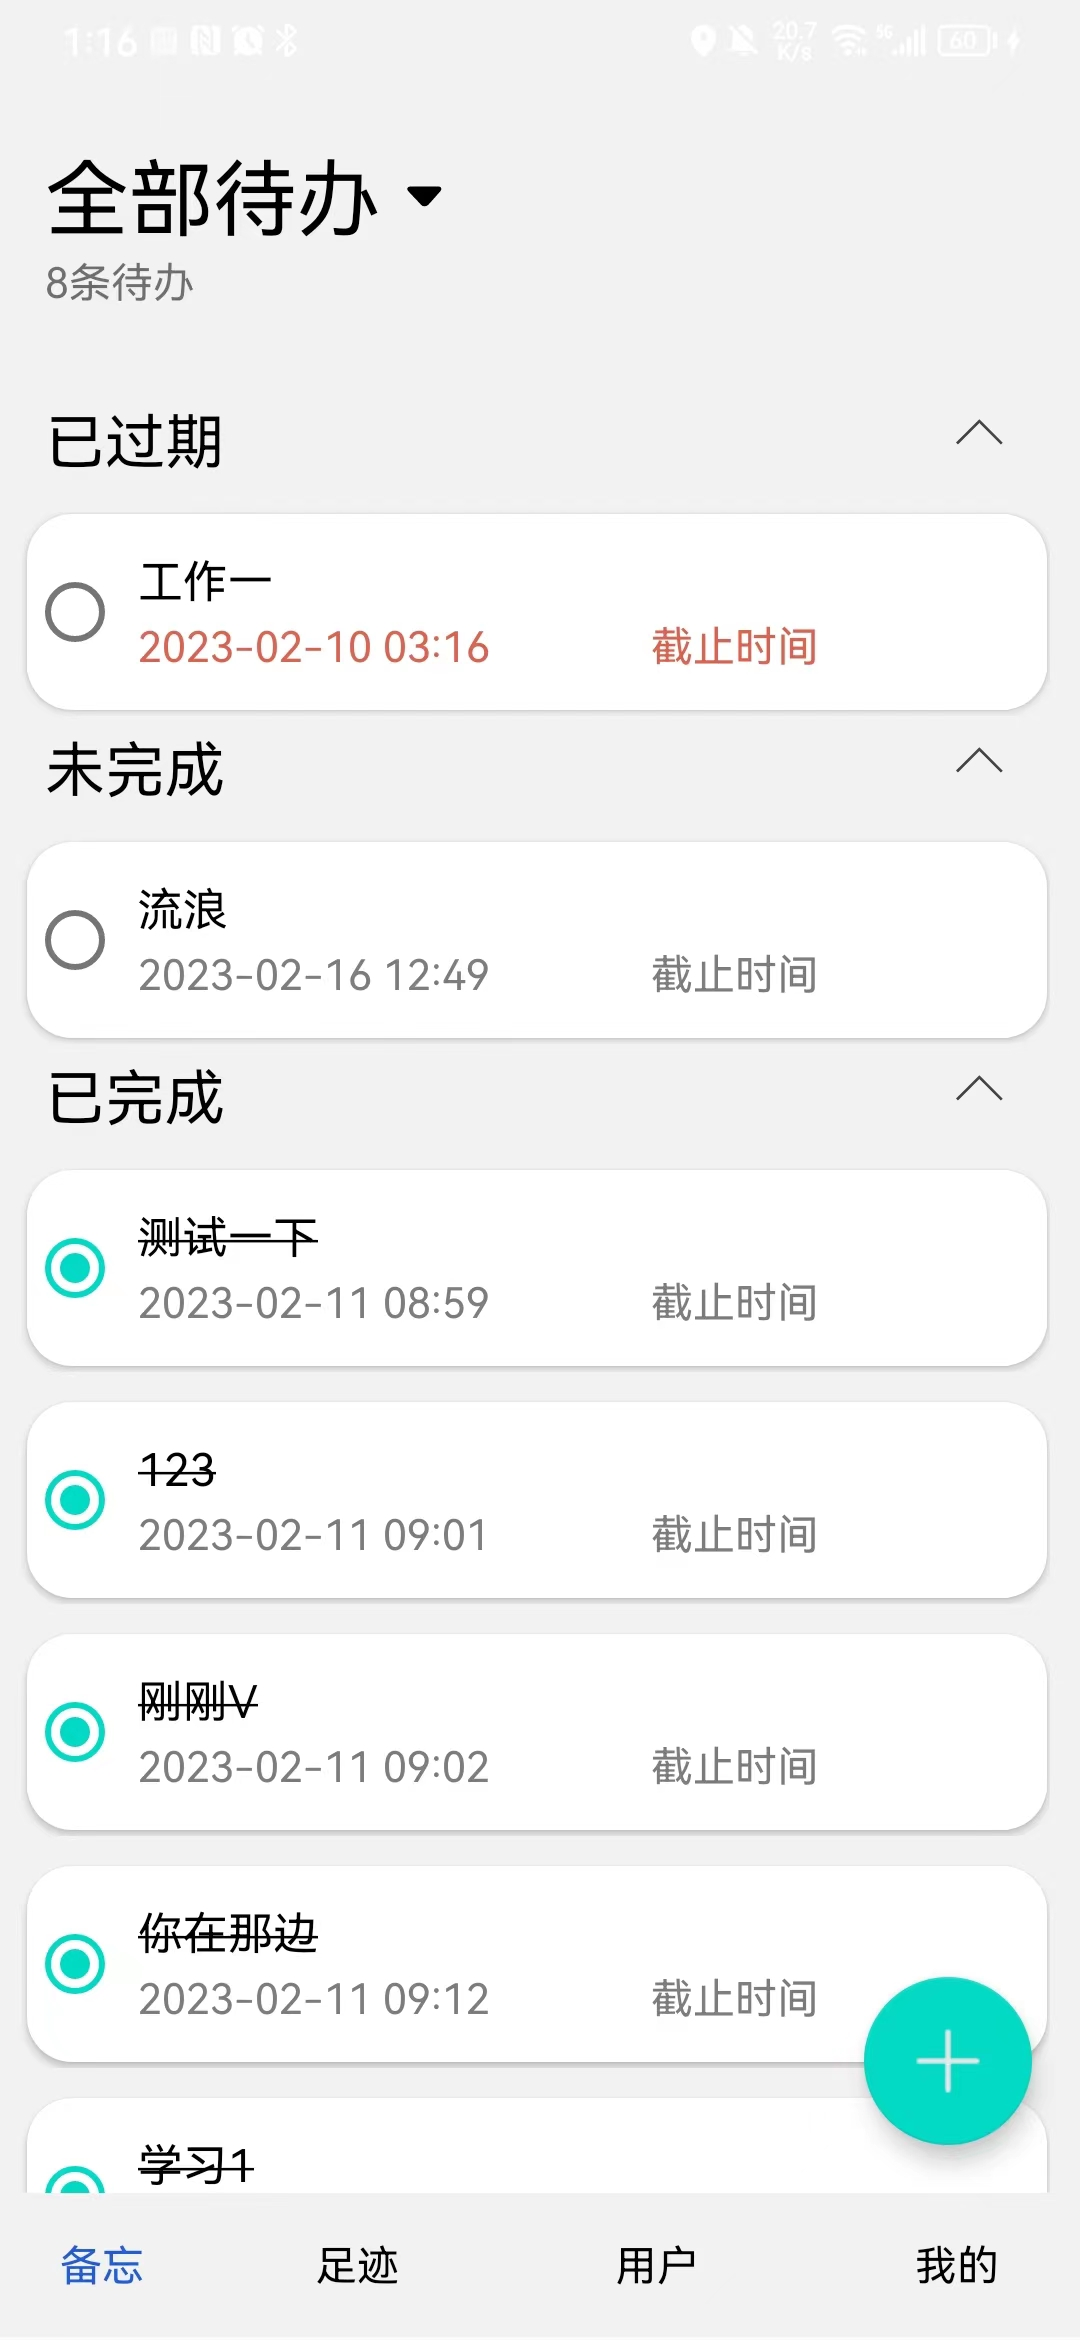 1:16 20.7 K/s 5G 60
全部待办
8条待办
已过期
工作一
2023-02-10 03:16 截止时间
未完成
流浪
2023-02-16 12:49 截止时间
已完成
测试一下
2023-02-11 08:59 截止时间
123
2023-02-11 09:01 截止时间
刚刚V
2023-02-11 09:02 截止时间
你在那边
2023-02-11 09:12 截止时间
学习1
备忘 足迹 用户 我的